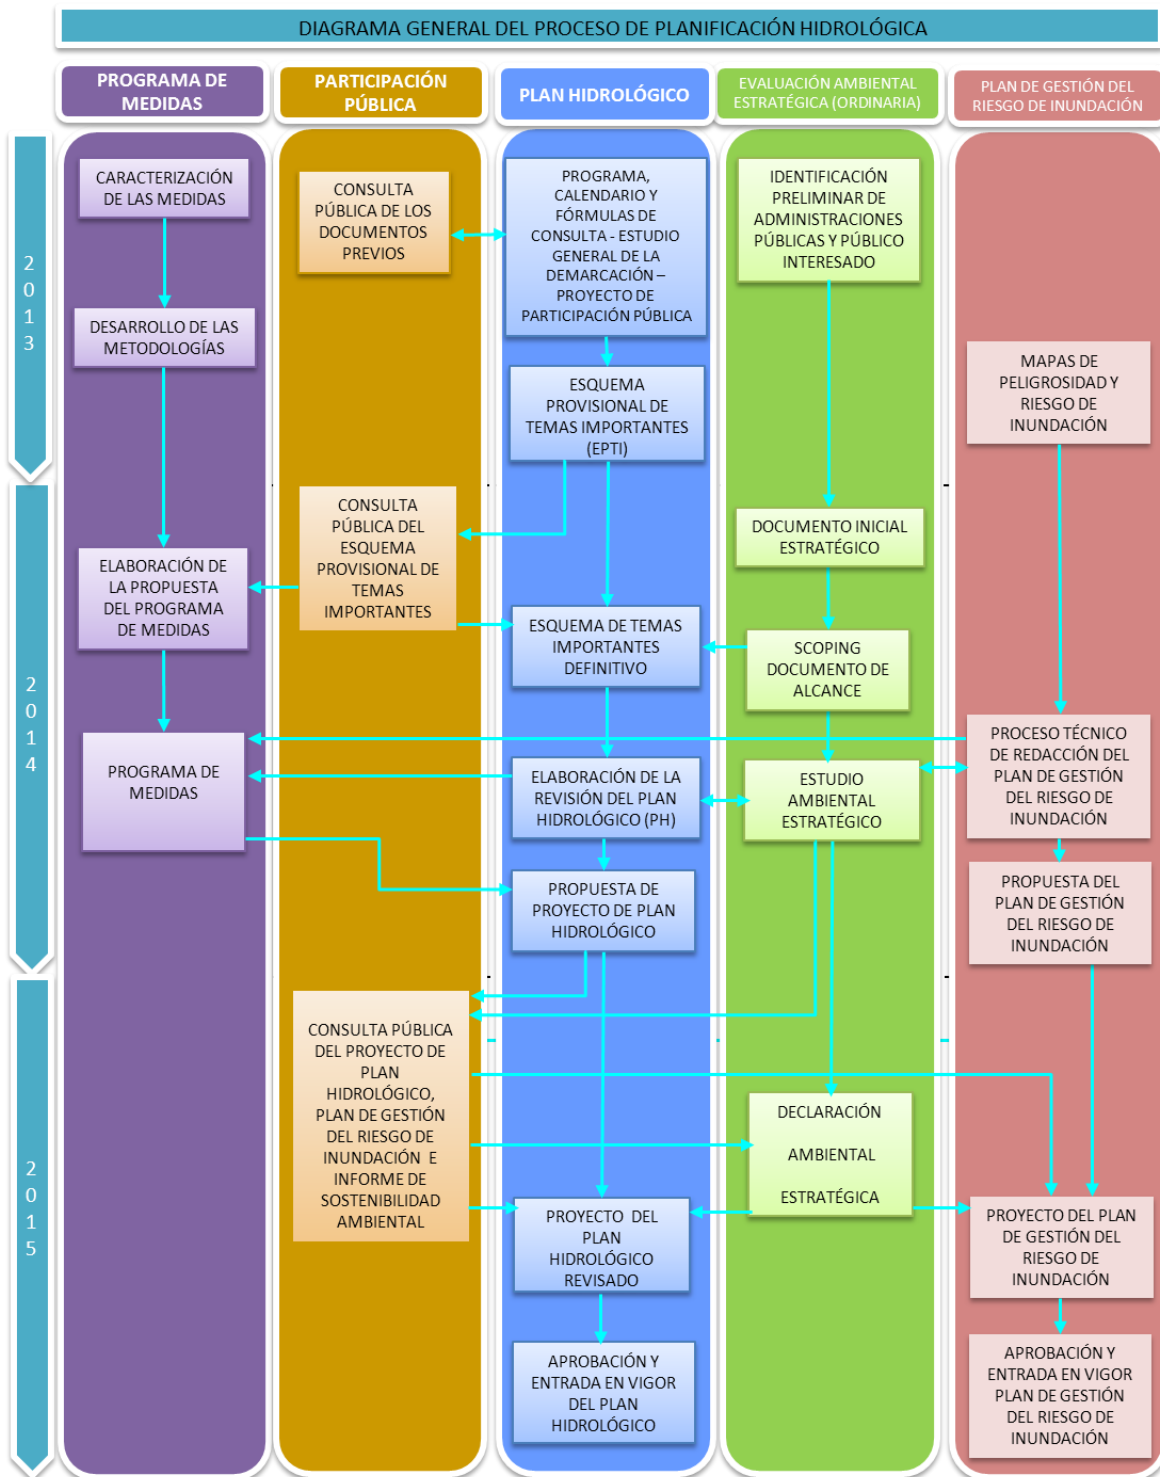 DIAGRAMA GENERAL DEL PROCESO DE PLANIFICACIÓN HIDROLÓGICA
PROGRAMA DE
MEDIDAS
PARTICIPACIÓN
PÚBLICA
PLAN HIDROLÓGICO
EVALUACIÓN AMBIENTAL
ESTRATÉGICA (ORDINARIA)
PLAN DE GESTIÓN DEL
RIESGO DE INUNDACIÓN
2
0
1
3
2
0
1
4
2
0
1
5
CARACTERIZACIÓN
DE LAS MEDIDAS
DESARROLLO DE LAS
METODOLOGÍAS
ELABORACIÓN DE
LA PROPUESTA
DEL PROGRAMA
DE MEDIDAS
PROGRAMA DE
MEDIDAS
CONSULTA
PÚBLICA DE LOS
DOCUMENTOS
PREVIOS
CONSULTA
PÚBLICA DEL
ESQUEMA
PROVISIONAL DE
TEMAS
IMPORTANTES
CONSULTA PÚBLICA
DEL PROYECTO DE
PLAN
HIDROLÓGICO,
PLAN DE GESTIÓN
DEL RIESGO DE
INUNDACIÓN E
INFORME DE
SOSTENIBILIDAD
AMBIENTAL
PROGRAMA,
CALENDARIO Y
FÓRMULAS DE
CONSULTA - ESTUDIO
GENERAL DE LA
DEMARCACIÓN –
PROYECTO DE
PARTICIPACIÓN PÚBLICA
ESQUEMA
PROVISIONAL DE
TEMAS IMPORTANTES
(EPTI)
ESQUEMA DE TEMAS
IMPORTANTES
DEFINITIVO
ELABORACIÓN DE LA
REVISIÓN DEL PLAN
HIDROLÓGICO (PH)
PROPUESTA DE
PROYECTO DE PLAN
HIDROLÓGICO
PROYECTO DEL
PLAN
HIDROLÓGICO
REVISADO
APROBACIÓN Y
ENTRADA EN VIGOR
DEL PLAN
HIDROLÓGICO
IDENTIFICACIÓN
PRELIMINAR DE
ADMINISTRACIONES
PÚBLICAS Y PÚBLICO
INTERESADO
DOCUMENTO INICIAL
ESTRATÉGICO
SCOPING
DOCUMENTO DE
ALCANCE
ESTUDIO
AMBIENTAL
ESTRATÉGICO
DECLARACIÓN
AMBIENTAL
ESTRATÉGICA
MAPAS DE
PELIGROSIDAD Y
RIESGO DE
INUNDACIÓN
PROCESO TÉCNICO
DE REDACCIÓN DEL
PLAN DE GESTIÓN
DEL RIESGO DE
INUNDACIÓN
PROPUESTA DEL
PLAN DE GESTIÓN
DEL RIESGO DE
INUNDACIÓN
PROYECTO DEL PLAN
DE GESTIÓN DEL
RIESGO DE
INUNDACIÓN
APROBACIÓN Y
ENTRADA EN VIGOR
PLAN DE GESTIÓN
DEL RIESGO DE
INUNDACIÓN